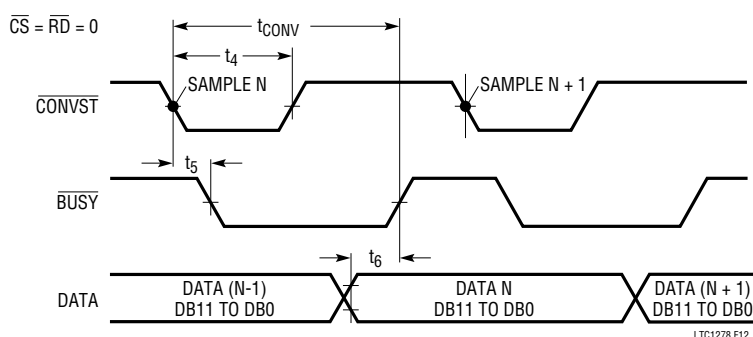 CS = RD = 0
tCONV
t4
SAMPLE N
SAMPLE N + 1
CONVST
t5
BUSY
t6
DATA
DATA (N-1)
DB11 TO DB0
DATA N
DB11 TO DB0
DATA (N + 1)
DB11 TO DB0
LTC1278 F12